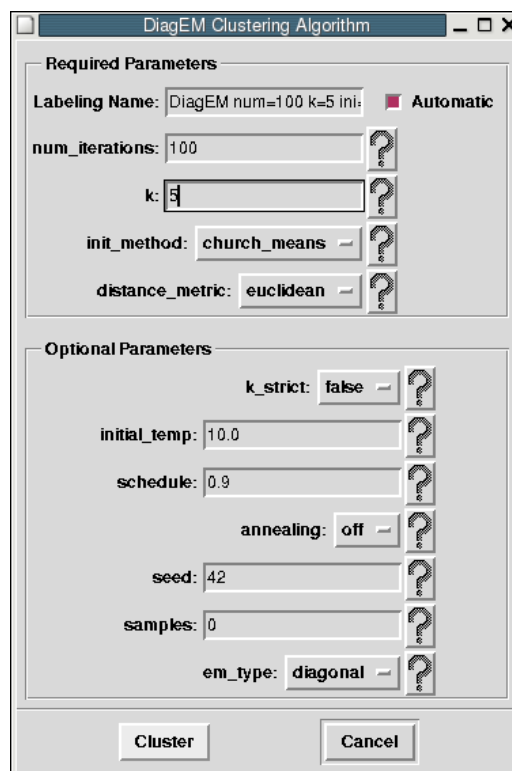 DiagEM Clustering Algorithm
Required Parameters
Labeling Name: DiagEM num=100 k=5 ini= Automatic
num_iterations: 100 ?
k: 5 ?
init_method: church_means ?
distance_metric: euclidean ?
Optional Parameters
k_strict: false ?
initial_temp: 10.0 ?
schedule: 0.9 ?
annealing: off ?
seed: 42 ?
samples: 0 ?
em_type: diagonal ?
Cluster Cancel